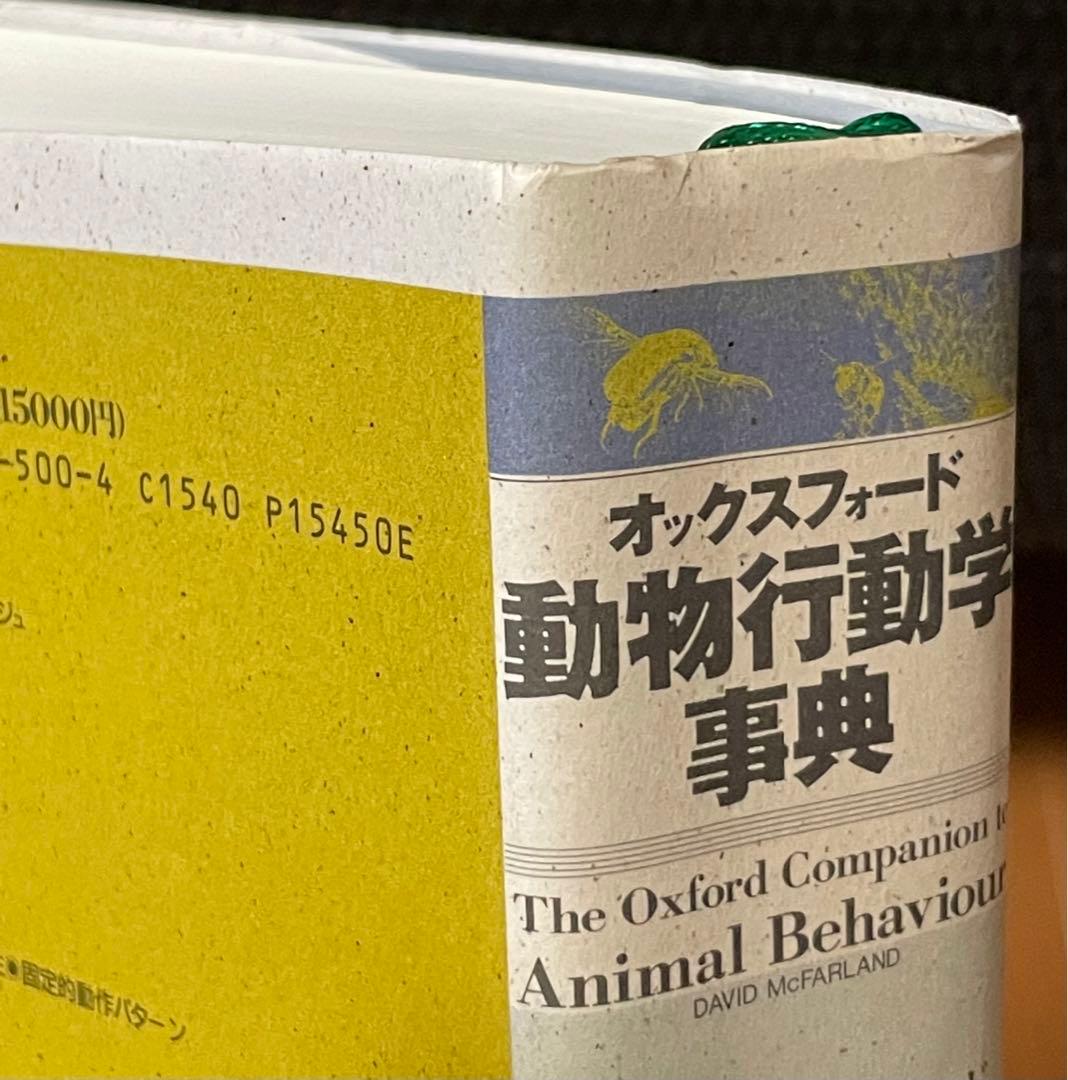 15000円)
-500-4 C1540 P15450E
ジュ
●固定的動作パターン
オックスフォード
動物行動学
事典
The Oxford Companion to
Animal Behaviour
DAVID McFARLAND